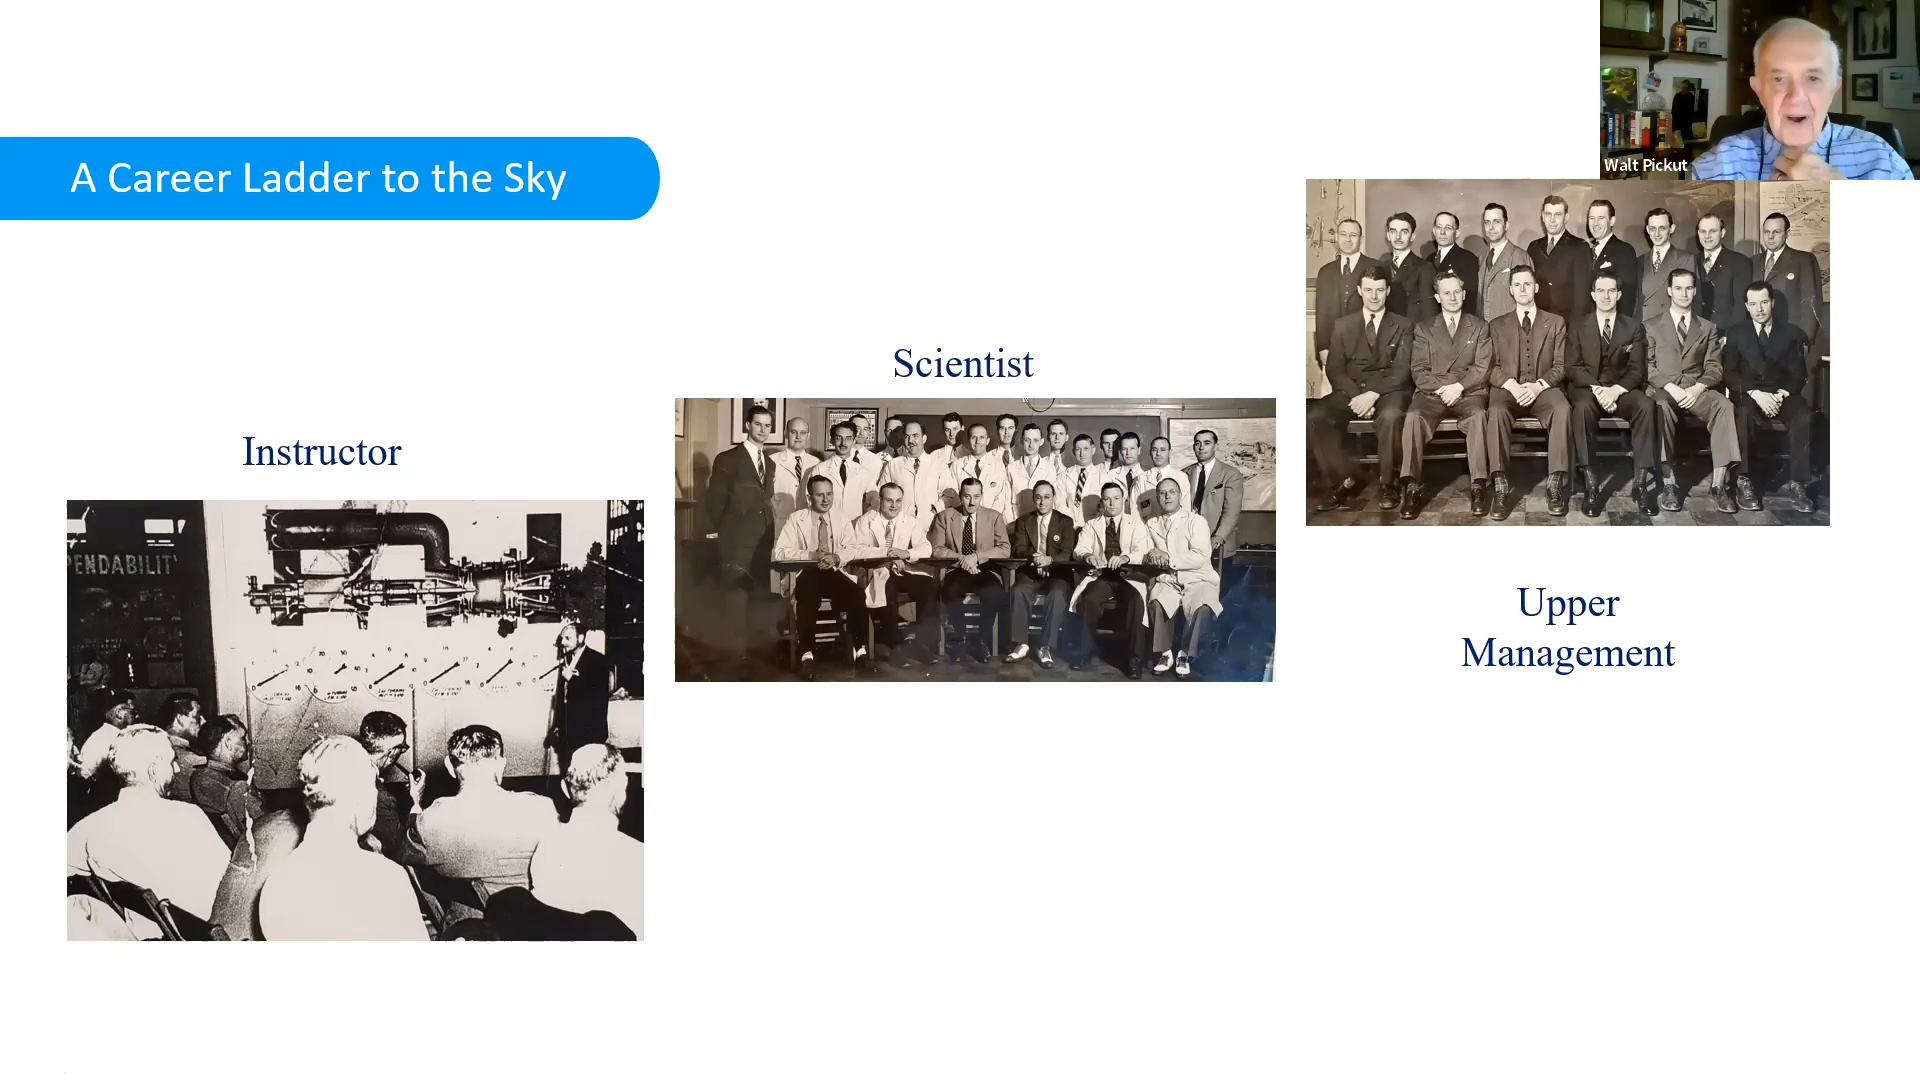 A Career Ladder to the Sky
Walt Pickut
Scientist
Instructor
Upper
Management
PENDABILIT